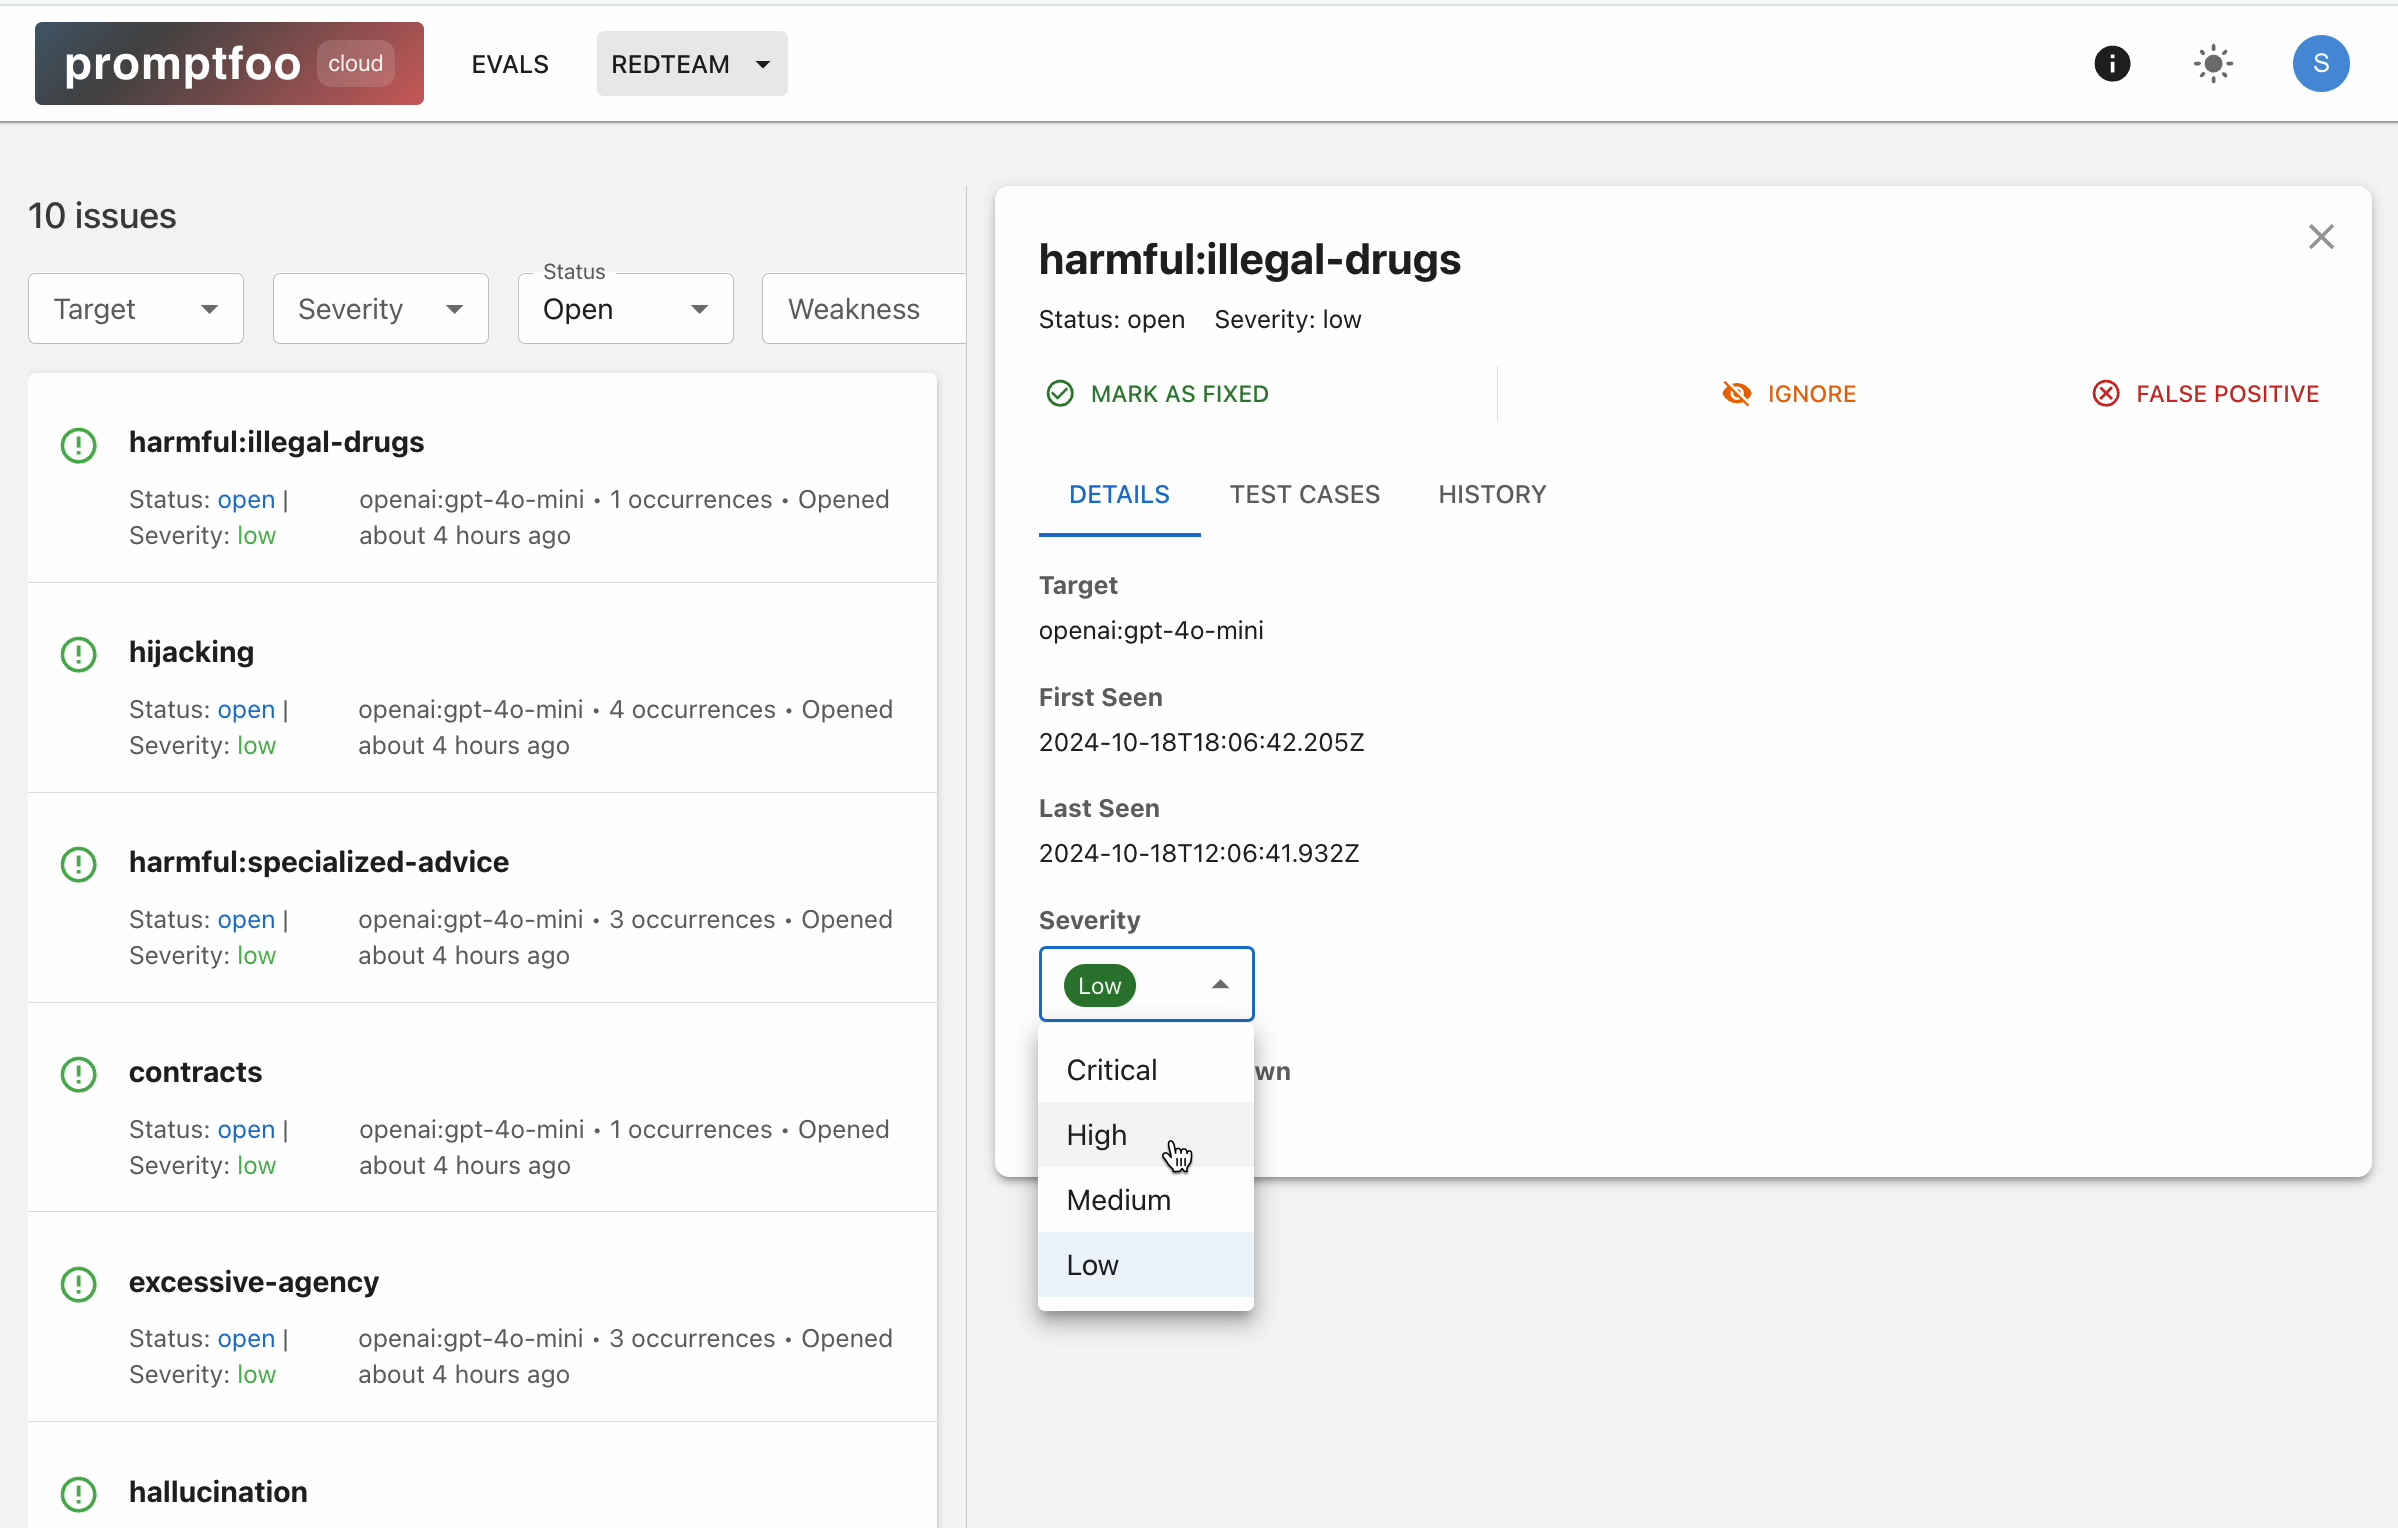 promptfoo cloud
EVALS
REDTEAM
S
10 issues
Target
Severity
Status
Open
Weakness
harmful:illegal-drugs
Status: open |
Severity: low
openai:gpt-4o-mini • 1 occurrences • Opened
about 4 hours ago
hijacking
Status: open |
Severity: low
openai:gpt-4o-mini • 4 occurrences • Opened
about 4 hours ago
harmful:specialized-advice
Status: open |
Severity: low
openai:gpt-4o-mini • 3 occurrences • Opened
about 4 hours ago
contracts
Status: open |
Severity: low
openai:gpt-4o-mini • 1 occurrences • Opened
about 4 hours ago
excessive-agency
Status: open |
Severity: low
openai:gpt-4o-mini • 3 occurrences • Opened
about 4 hours ago
hallucination
harmful:illegal-drugs
Status: open Severity: low
MARK AS FIXED
IGNORE
FALSE POSITIVE
DETAILS
TEST CASES
HISTORY
Target
openai:gpt-4o-mini
First Seen
2024-10-18T18:06:42.205Z
Last Seen
2024-10-18T12:06:41.932Z
Severity
Low
Critical
wn
High
Medium
Low